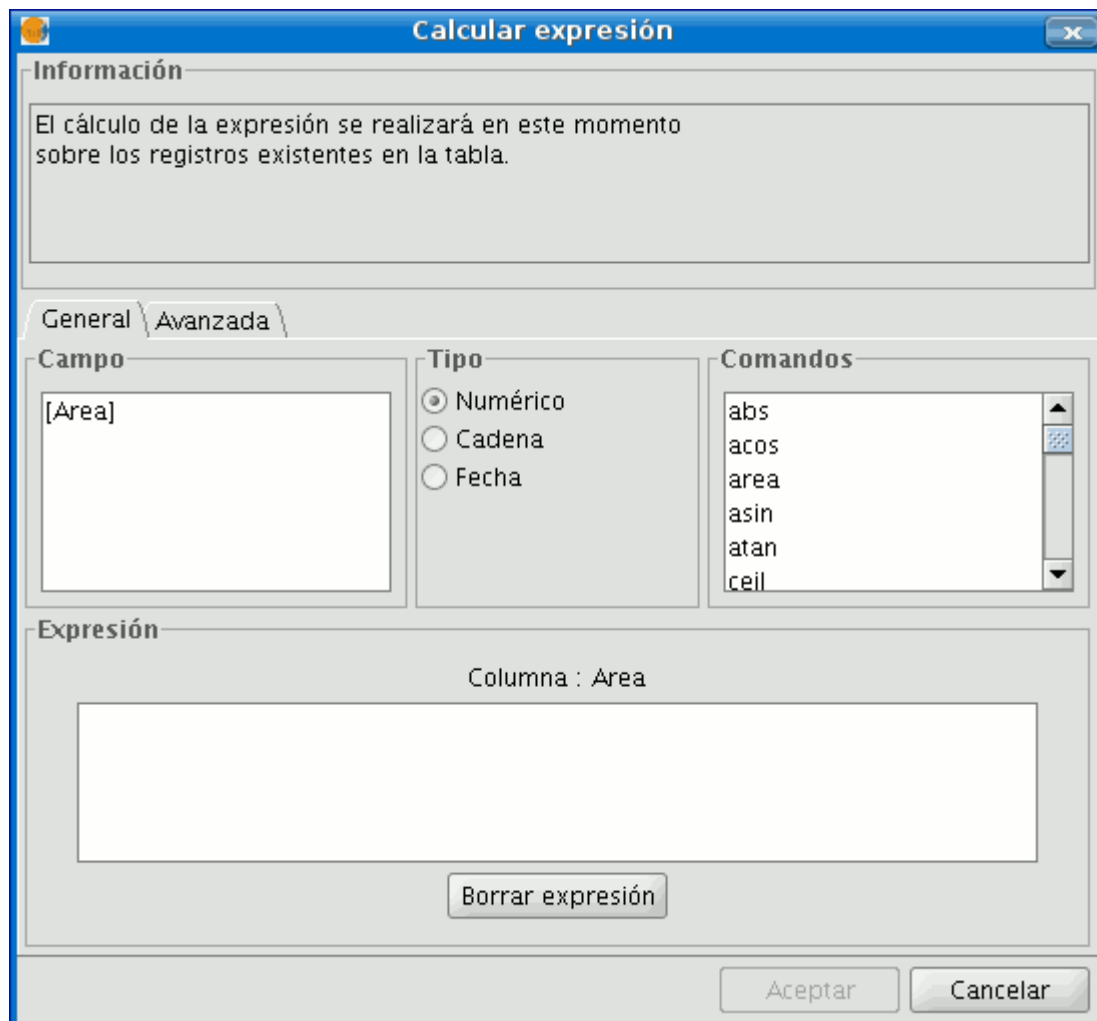 Calcular expresión
Información
El cálculo de la expresión se realizará en este momento
sobre los registros existentes en la tabla.
General
Avanzada
Campo
[Area]
Tipo
Numérico
Cadena
Fecha
Comandos
abs
acos
area
asin
atan
ceil
Expresión
Columna : Area
Borrar expresión
Aceptar
Cancelar